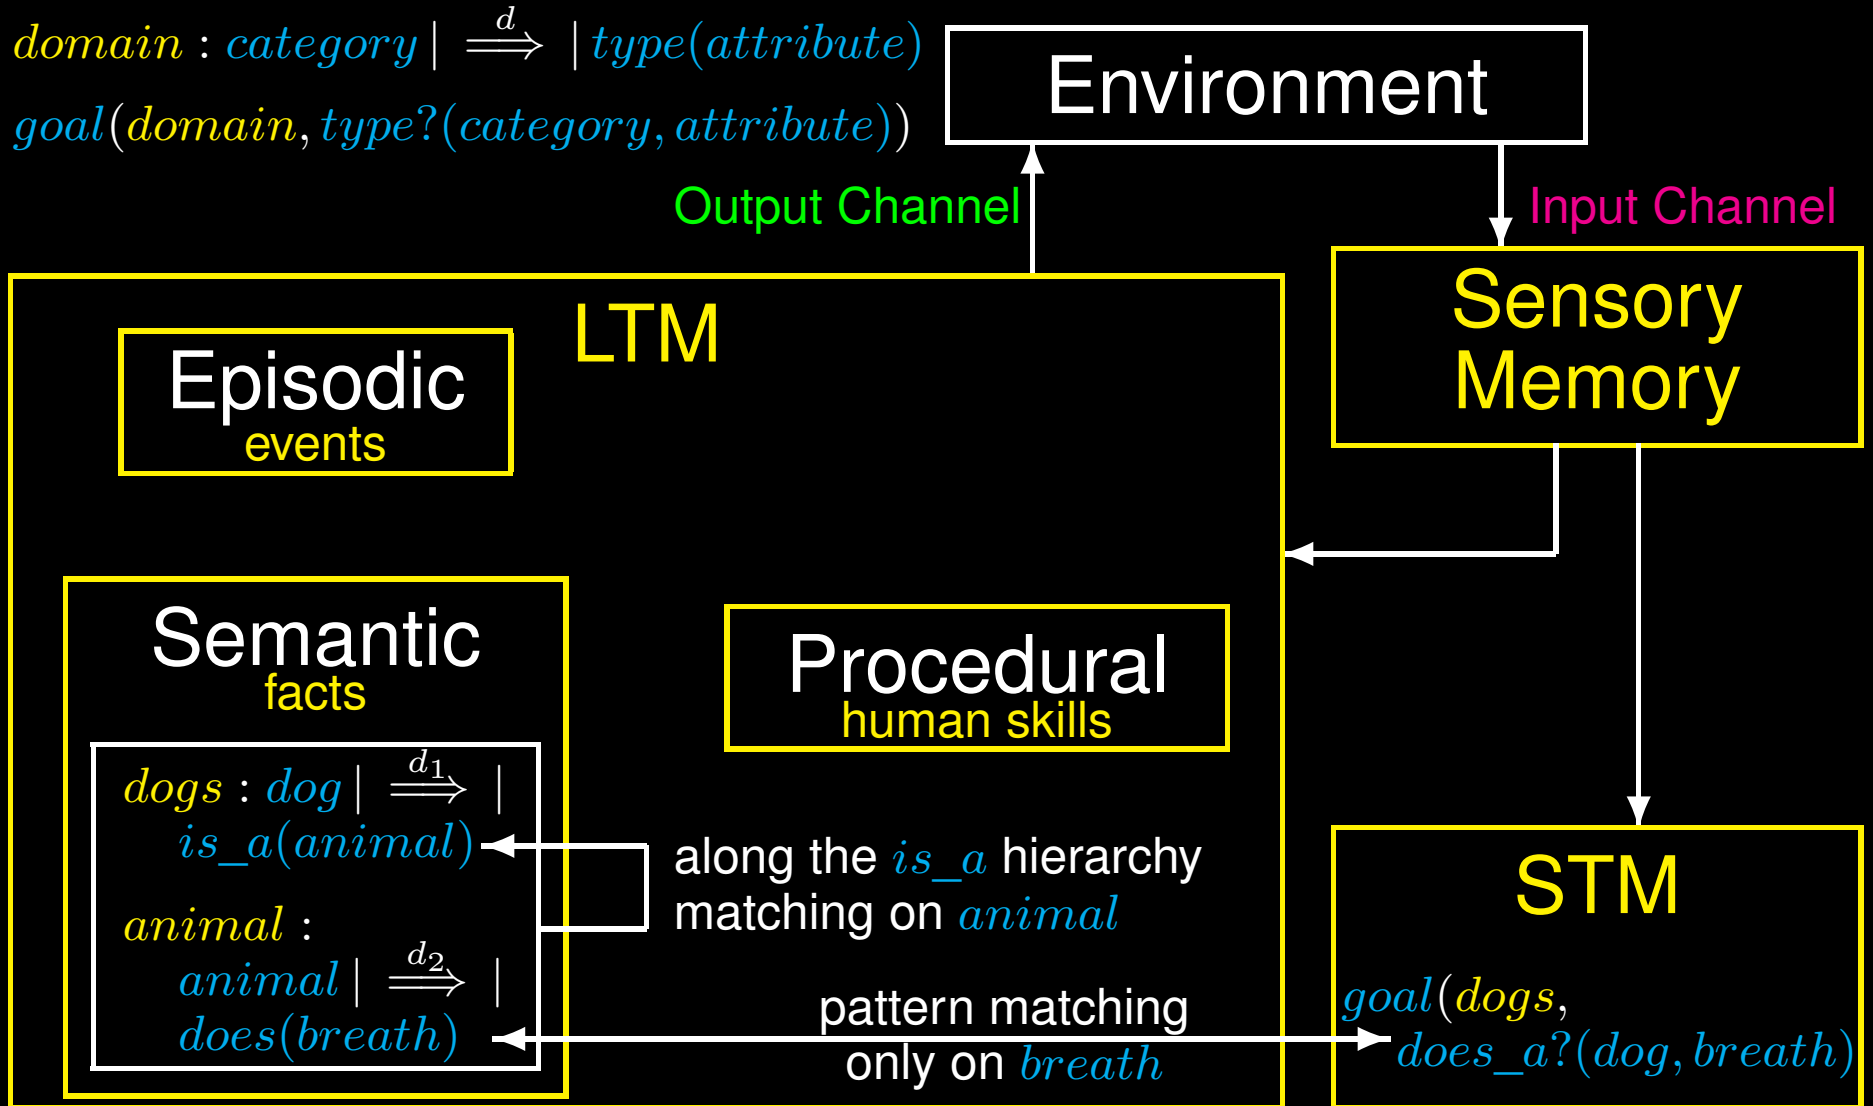 domain : category | d⟹ | type(attribute)
goal(domain, type?(category, attribute))
Environment
Output Channel
Input Channel
LTM
Sensory
Memory
Episodic
events
Semantic
facts
Procedural
human skills
dogs : dog | d₁⟹ |
is_a(animal)
animal :
animal | d₂⟹ |
does(breath)
along the is_a hierarchy
matching on animal
pattern matching
only on breath
STM
goal(dogs,
does_a?(dog, breath)